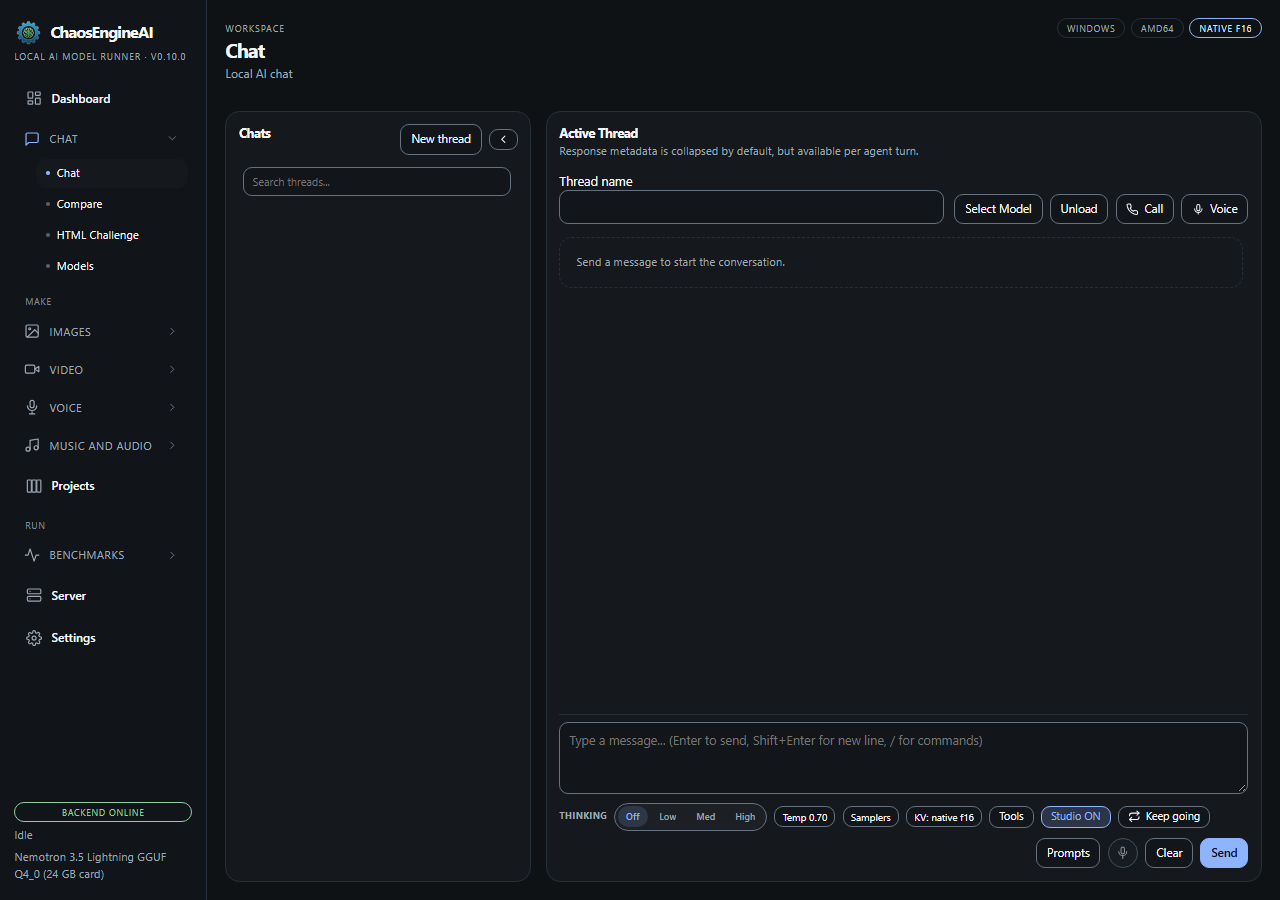 ChaosEngineAI
LOCAL AI MODEL RUNNER · V0.10.0
Dashboard
CHAT
Chat
Compare
HTML Challenge
Models
MAKE
IMAGES
VIDEO
VOICE
MUSIC AND AUDIO
Projects
RUN
BENCHMARKS
Server
Settings
BACKEND ONLINE
Idle
Nemotron 3.5 Lightning GGUF
Q4_0 (24 GB card)
WORKSPACE
Chat
Local AI chat
WINDOWS
AMD64
NATIVE F16
Chats
New thread
Search threads...
Active Thread
Response metadata is collapsed by default, but available per agent turn.
Thread name
Select Model
Unload
Call
Voice
Send a message to start the conversation.
Type a message... (Enter to send, Shift+Enter for new line, / for commands)
THINKING
Off
Low
Med
High
Temp 0.70
Samplers
KV: native f16
Tools
Studio ON
Keep going
Prompts
Clear
Send